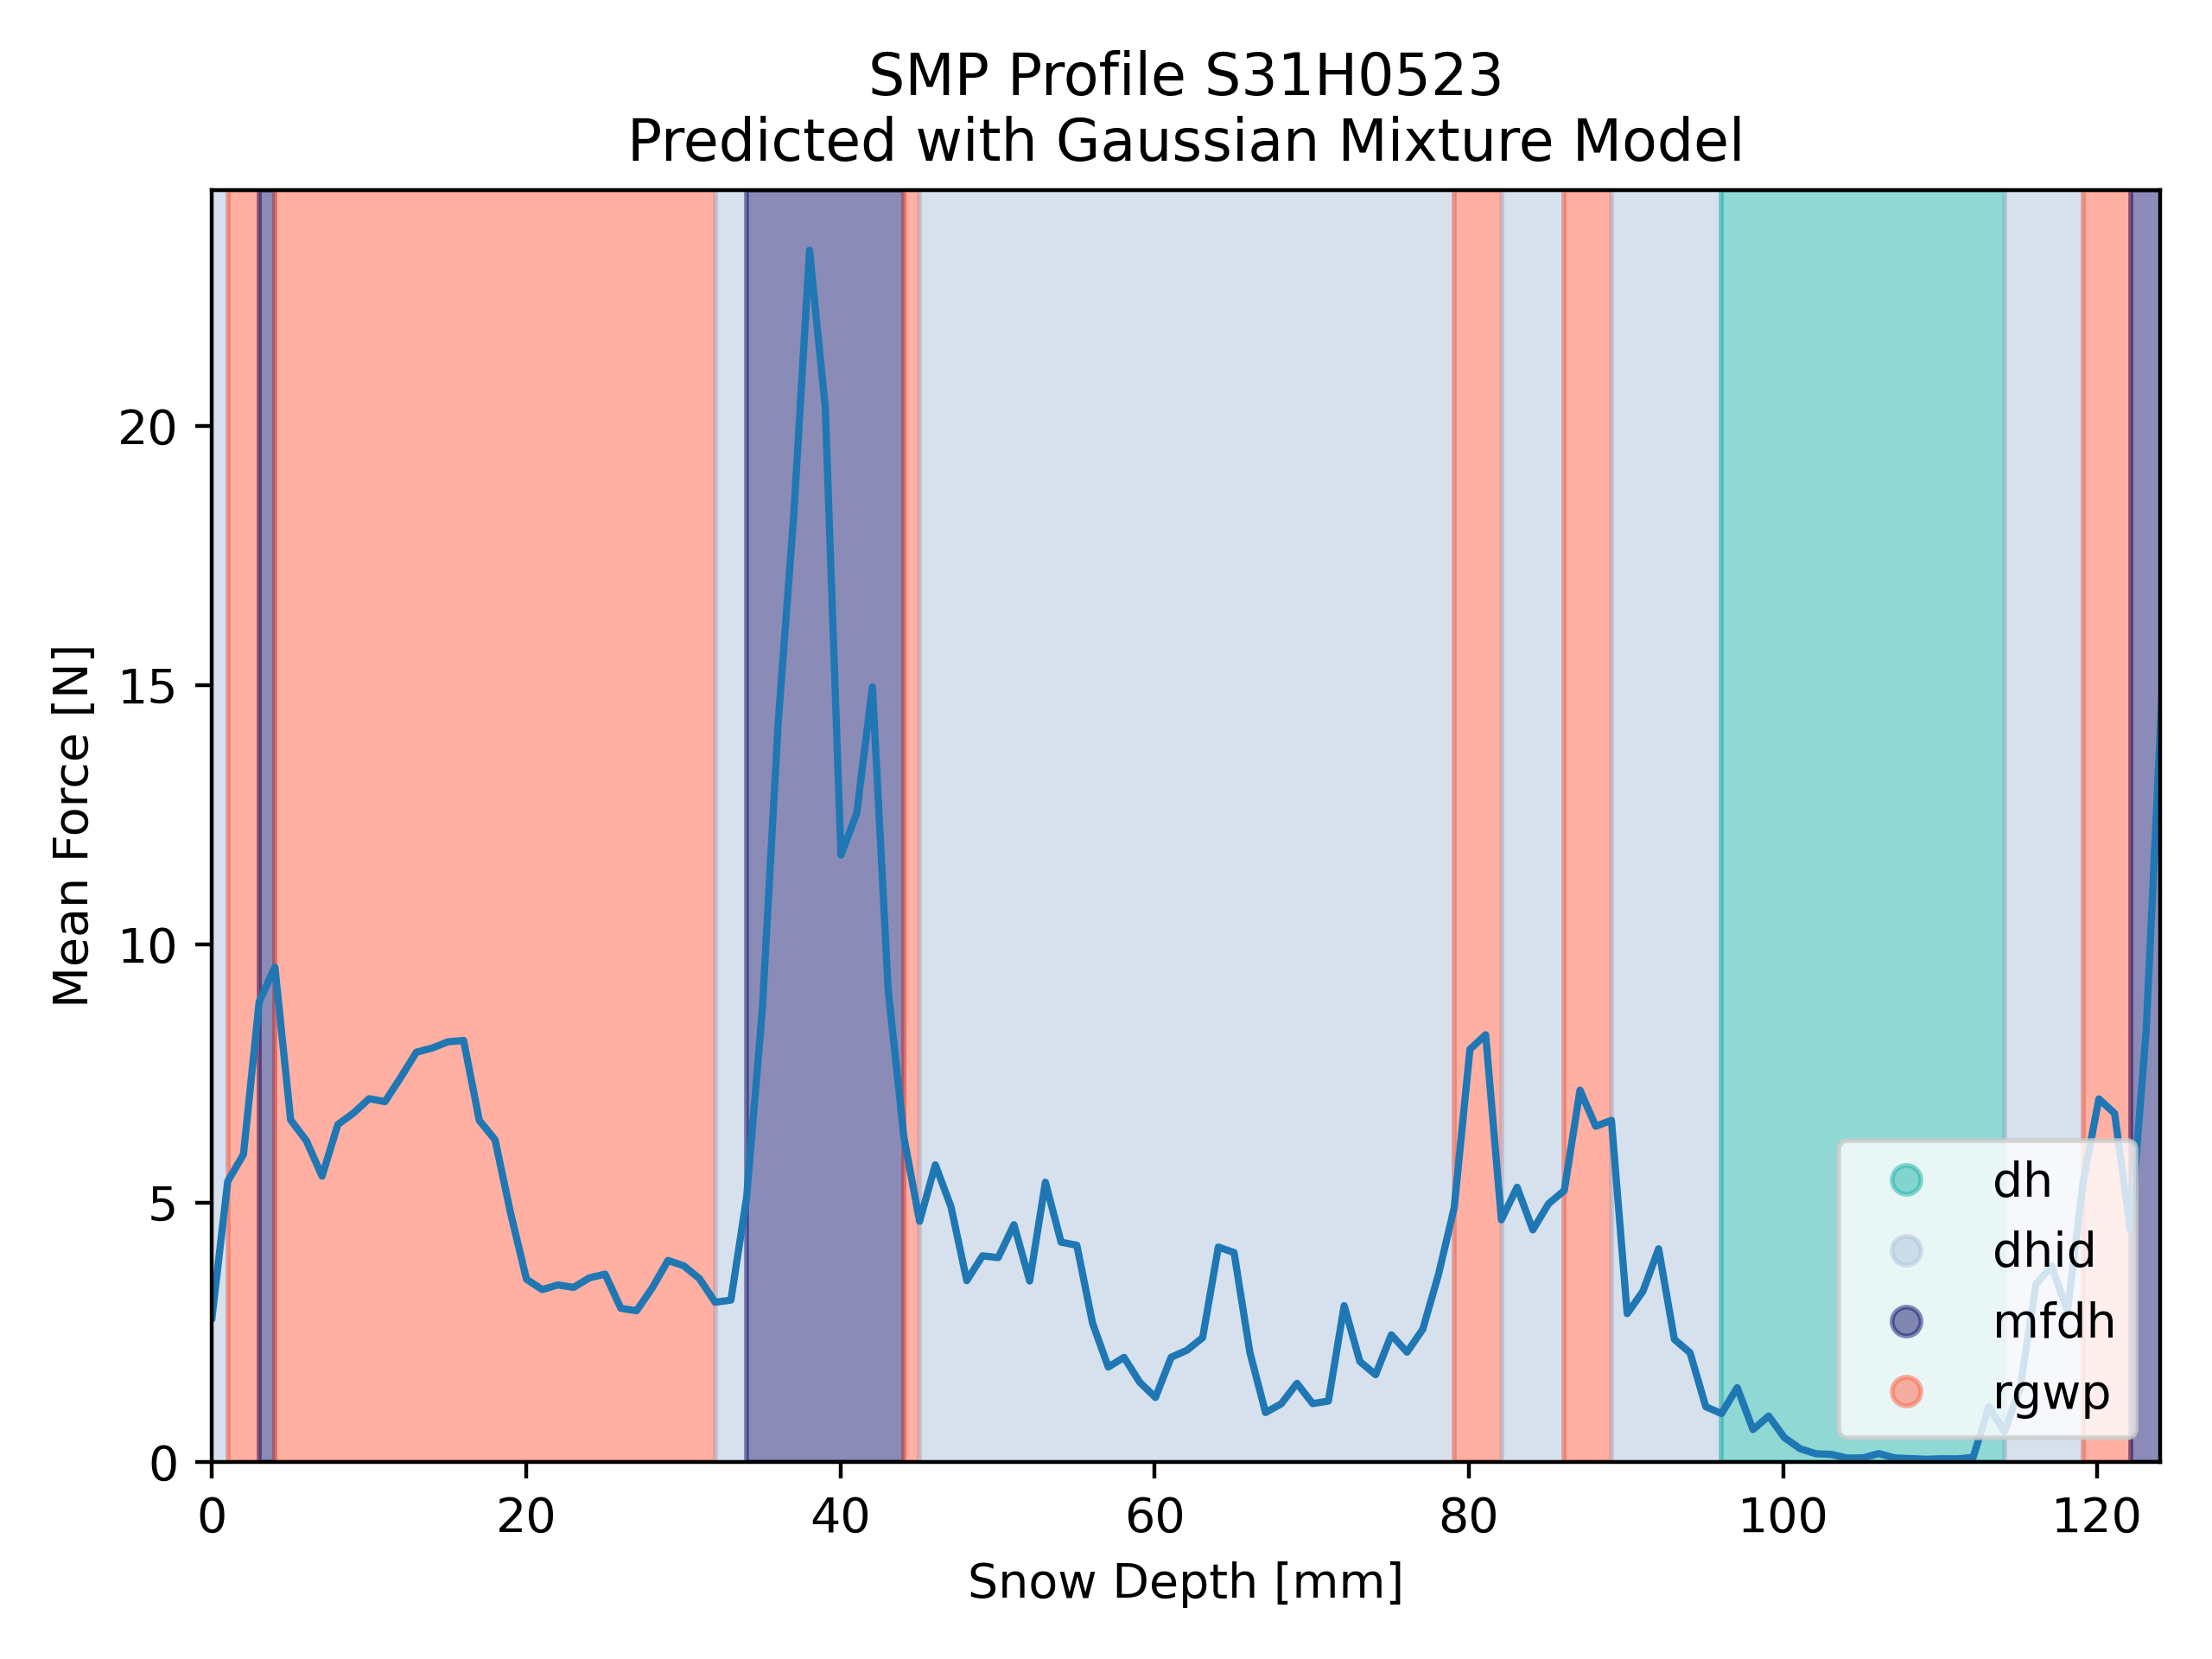 SMP Profile S31H0523
Predicted with Gaussian Mixture Model
Mean Force [N]
20
15
10
5
0
dh
dhid
mfdh
rgwp
0 20 40 60 80 100 120
Snow Depth [mm]